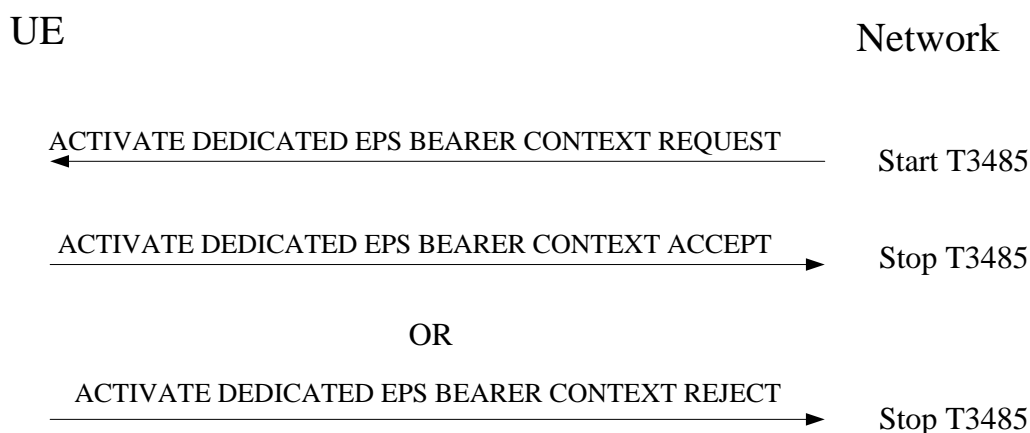 UE
Network
ACTIVATE DEDICATED EPS BEARER CONTEXT REQUEST
Start T3485
ACTIVATE DEDICATED EPS BEARER CONTEXT ACCEPT
Stop T3485
OR
ACTIVATE DEDICATED EPS BEARER CONTEXT REJECT
Stop T3485